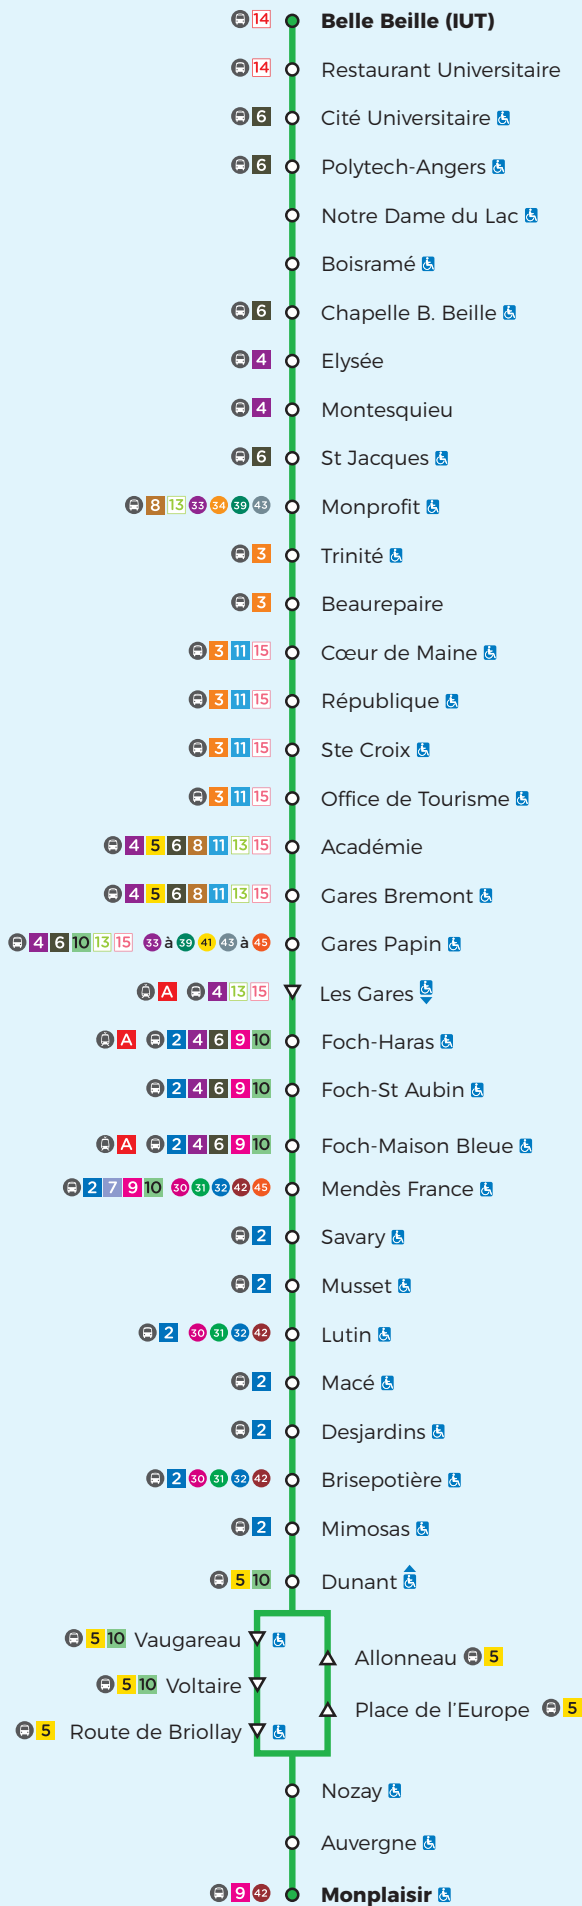 14 Belle Beille (IUT)
14 Restaurant Universitaire
6 Cité Universitaire
6 Polytech-Angers
Notre Dame du Lac
Boisramé
6 Chapelle B. Beille
4 Elysée
4 Montesquieu
6 St Jacques
8 13 33 34 39 43 Monprofit
3 Trinité
3 Beaurepaire
3 11 15 Cœur de Maine
3 11 15 République
3 11 15 Ste Croix
3 11 15 Office de Tourisme
4 5 6 8 11 13 15 Académie
4 5 6 8 11 13 15 Gares Bremont
4 6 10 13 15 33 à 39 41 43 à 45 Gares Papin
A 4 13 15 Les Gares
A 2 4 6 9 10 Foch-Haras
2 4 6 9 10 Foch-St Aubin
A 2 4 6 9 10 Foch-Maison Bleue
2 7 9 10 30 31 32 42 45 Mendès France
2 Savary
2 Musset
2 30 31 32 42 Lutin
2 Macé
2 Desjardins
2 30 31 32 42 Brisepotière
2 Mimosas
5 10 Dunant
5 10 Vaugareau
Allonneau 5
5 10 Voltaire
Place de l'Europe 5
5 Route de Briollay
Nozay
Auvergne
9 42 Monplaisir